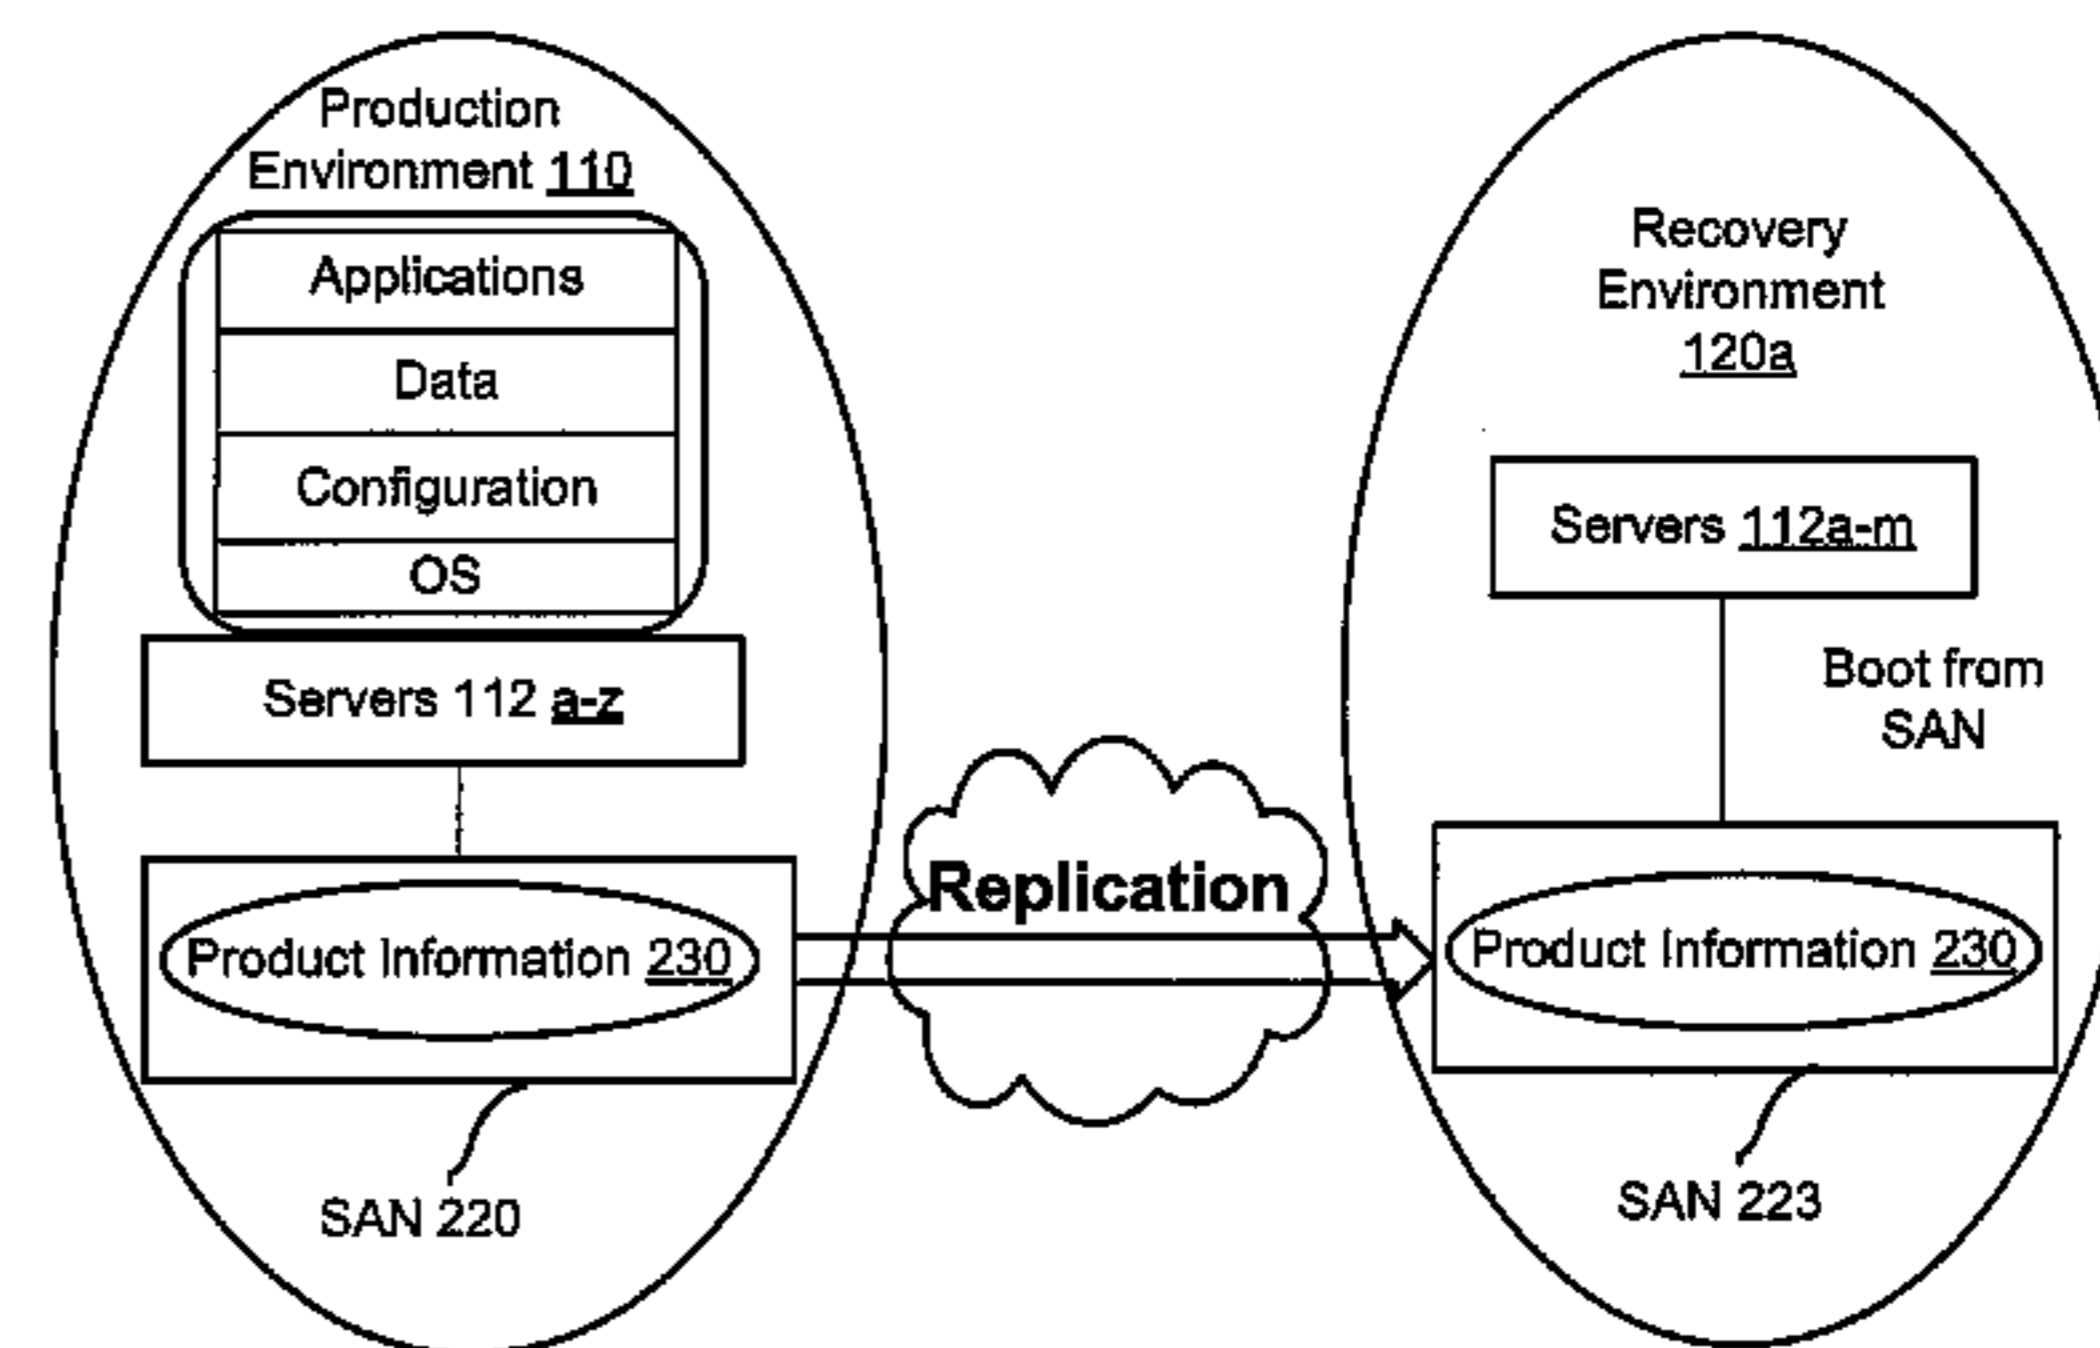 Production
Environment 110
Applications
Data
Configuration
OS
Servers 112 a-z
Product Information 230
SAN 220
Replication
Recovery
Environment
120a
Servers 112a-m
Boot from
SAN
Product Information 230
SAN 223